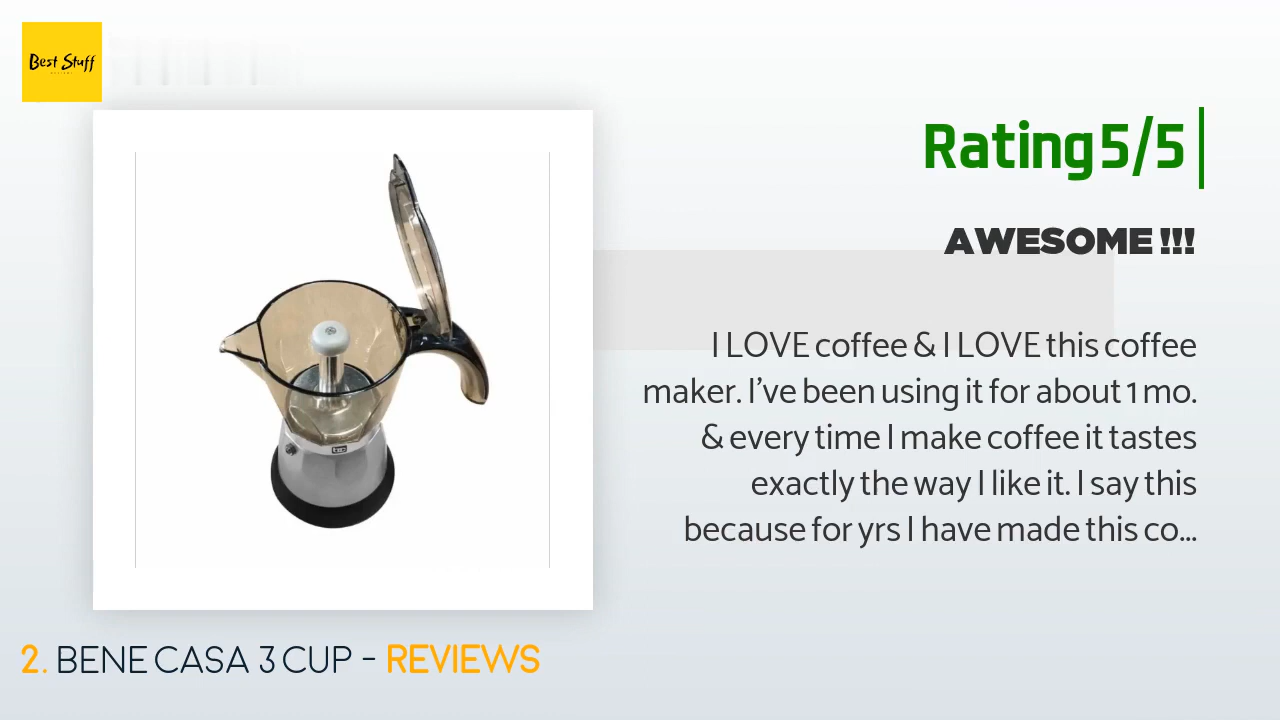 Best Stuff
Rating 5/5
AWESOME !!!
I LOVE coffee & I LOVE this coffee
maker. I've been using it for about 1 mo.
& every time I make coffee it tastes
exactly the way I like it. I say this
because for yrs I have made this co...
2. BENE CASA 3 CUP - REVIEWS